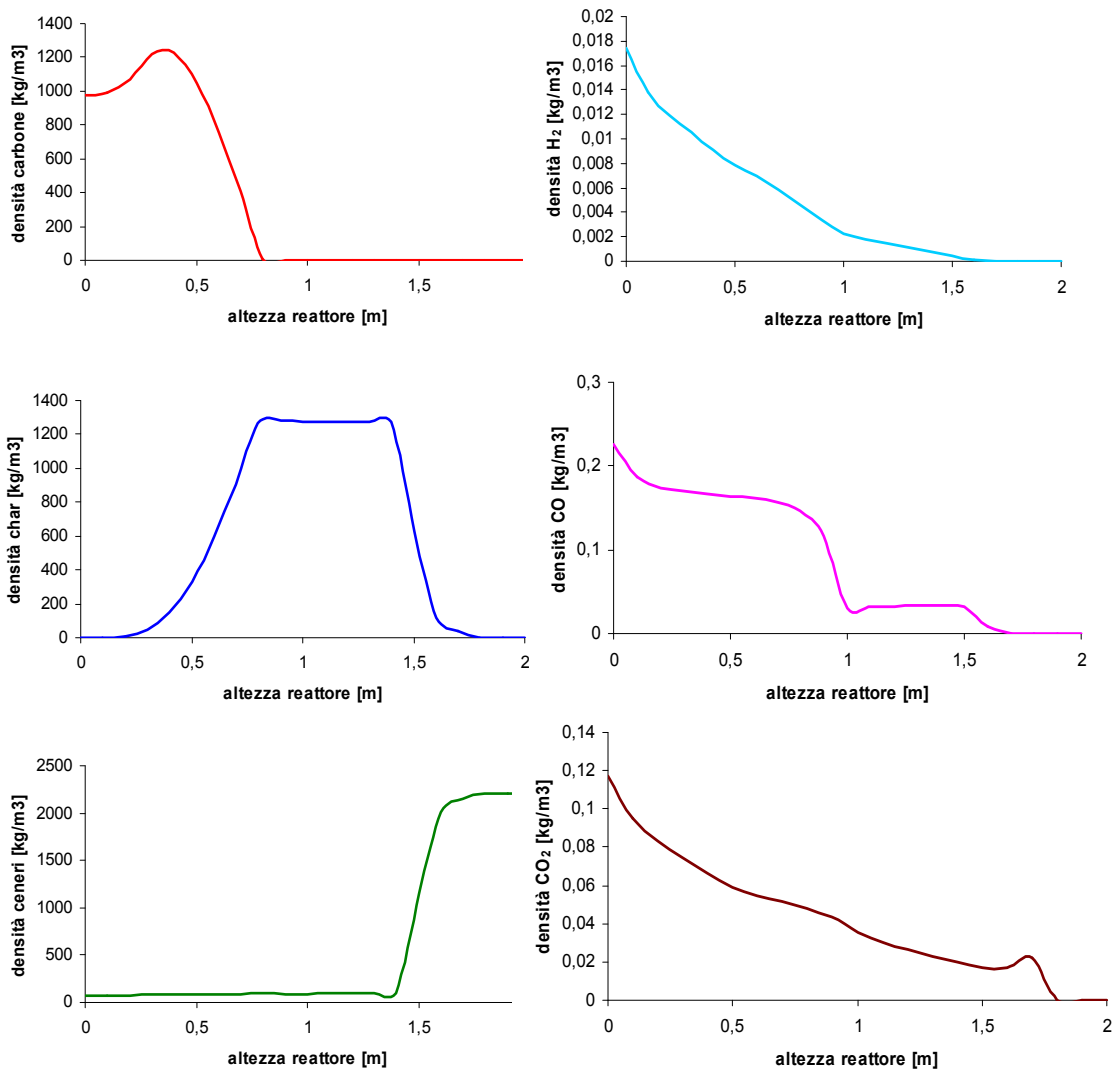 densità carbone [kg/m3]
1400
1200
1000
800
600
400
200
0
0 0,5 1 1,5
altezza reattore [m]
densità H2 [kg/m3]
0,02
0,018
0,016
0,014
0,012
0,01
0,008
0,006
0,004
0,002
0
0 0,5 1 1,5 2
altezza reattore [m]
densità char [kg/m3]
1400
1200
1000
800
600
400
200
0
0 0,5 1 1,5 2
altezza reattore [m]
densità CO [kg/m3]
0,3
0,2
0,1
0
0 0,5 1 1,5 2
altezza reattore [m]
densità ceneri [kg/m3]
2500
2000
1500
1000
500
0
0 0,5 1 1,5
altezza reattore [m]
densità CO2 [kg/m3]
0,14
0,12
0,1
0,08
0,06
0,04
0,02
0
0 0,5 1 1,5 2
altezza reattore [m]